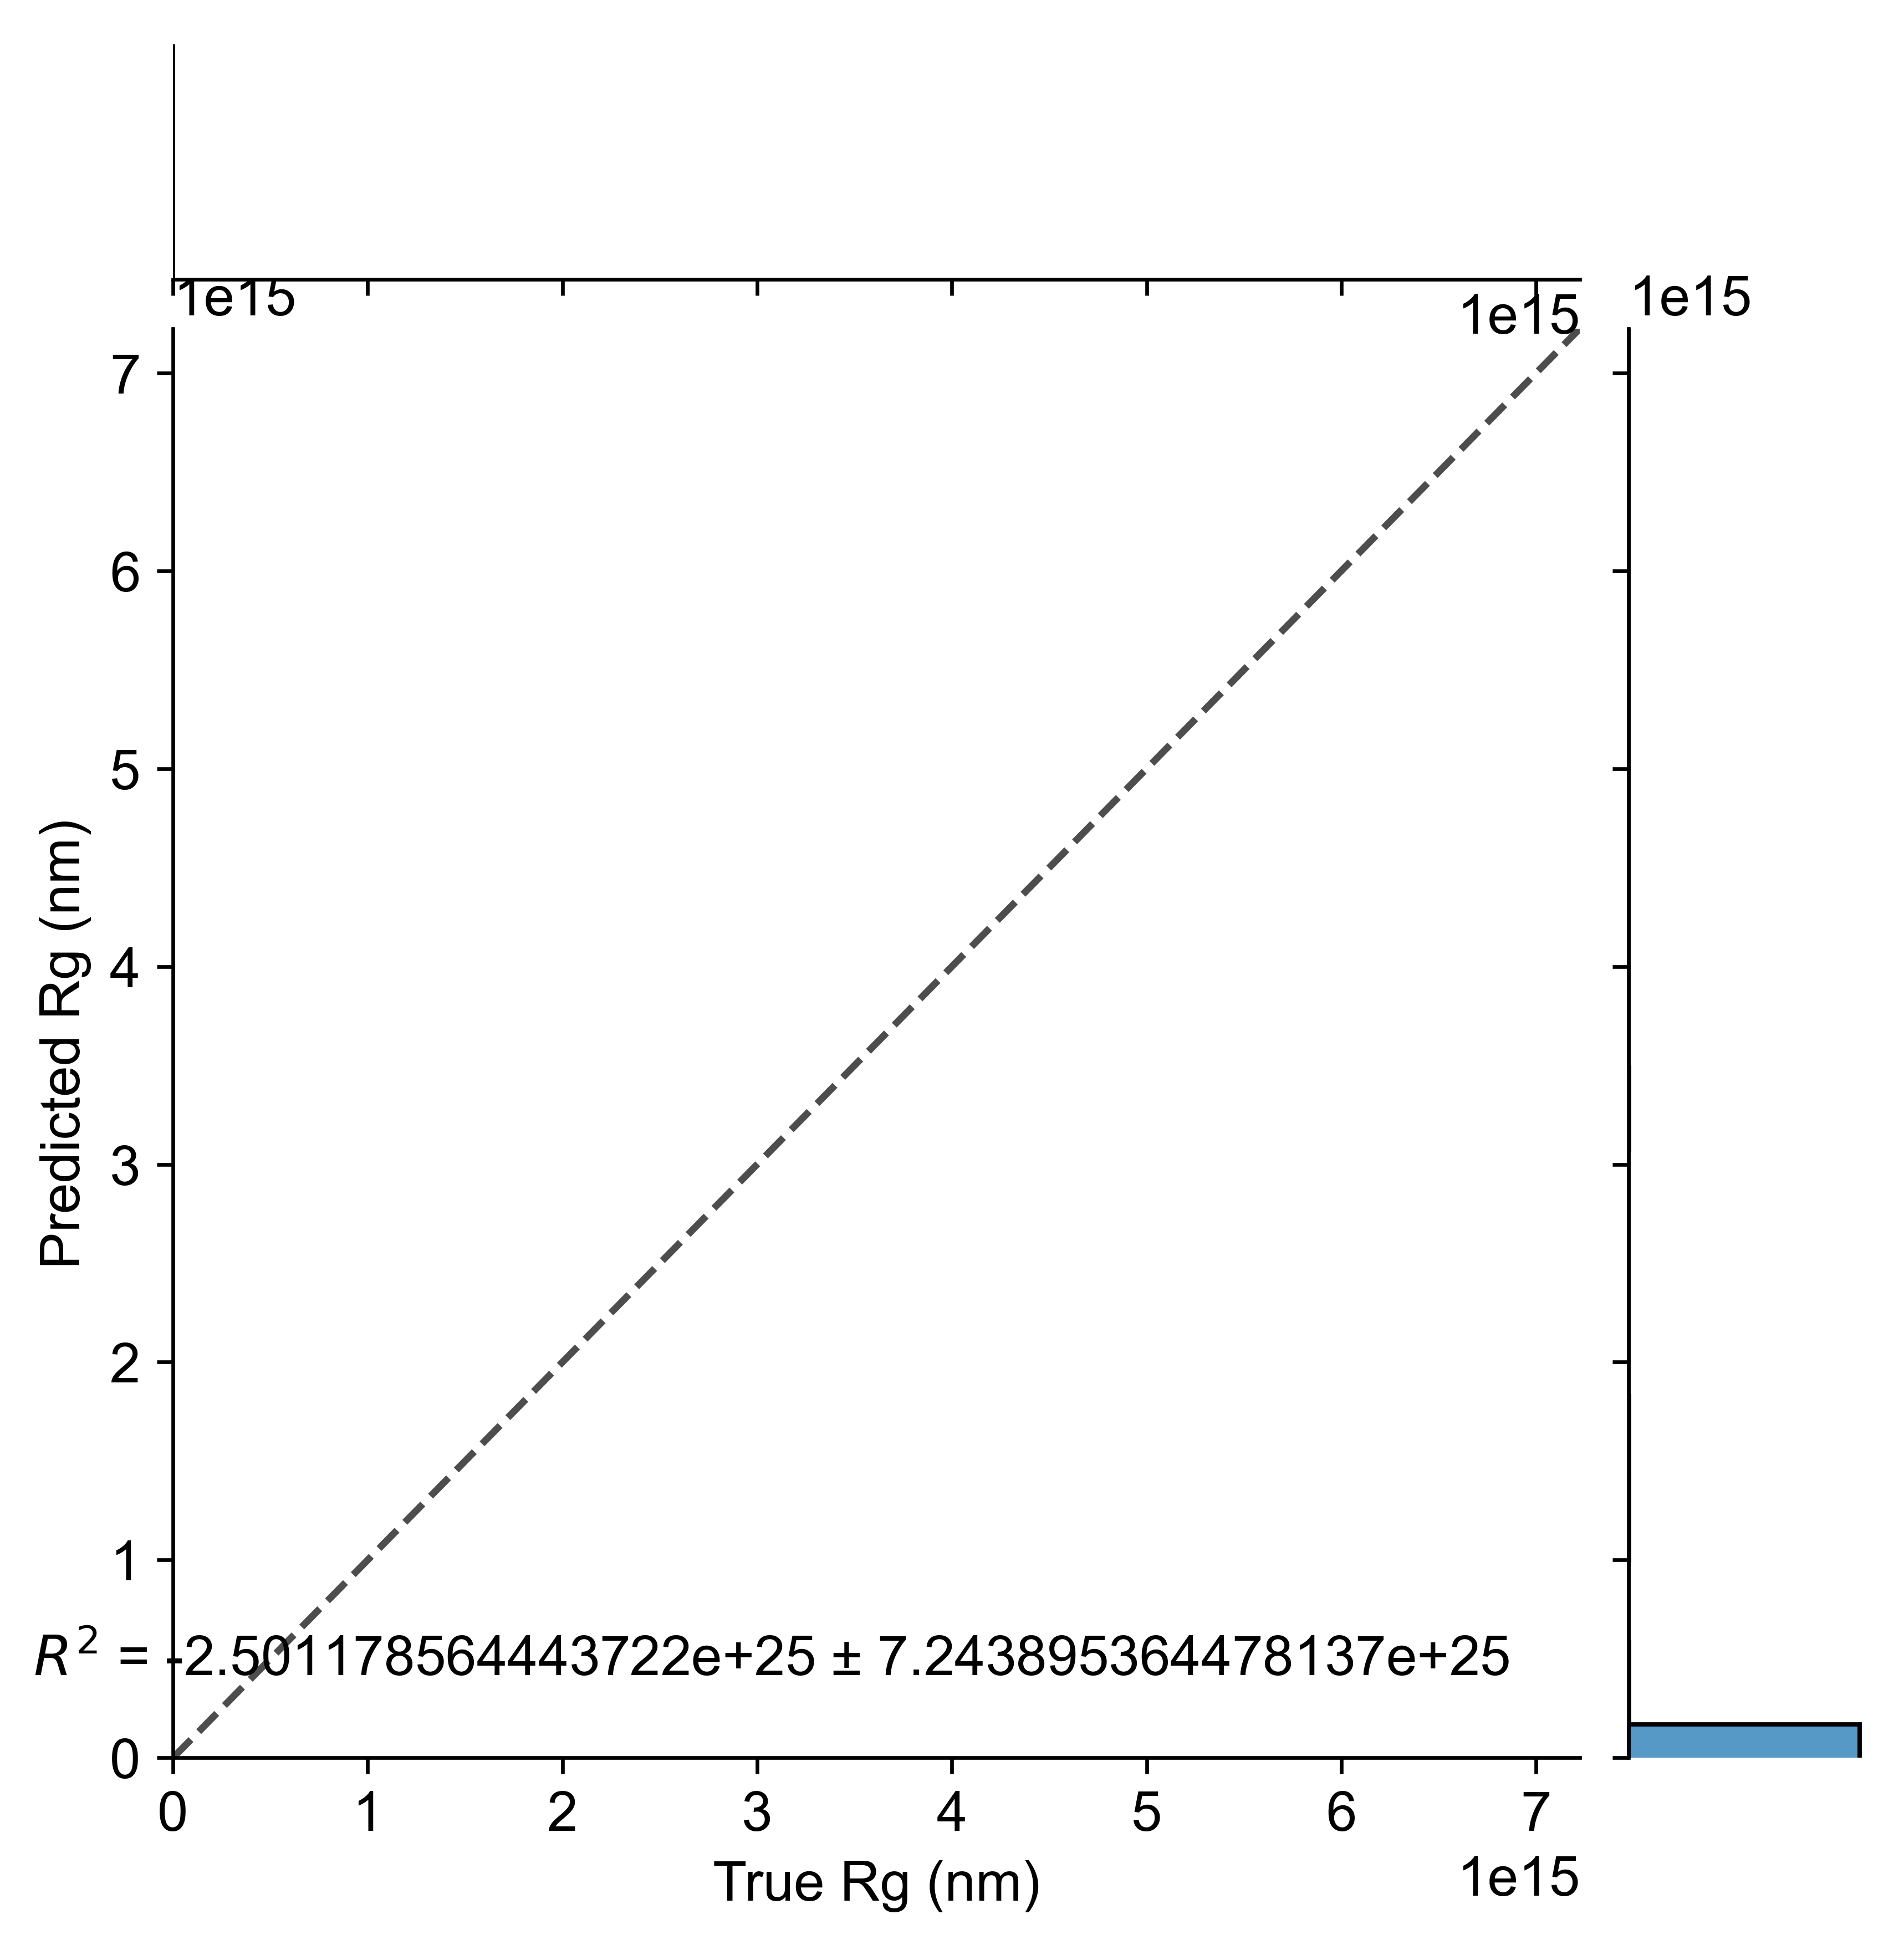 1e15
1e15
1e15
7
6
5
4
3
2
1
0
Predicted Rg (nm)
R² = -2.5011785644443722e+25 ± 7.243895364478137e+25
0 1 2 3 4 5 6 7
True Rg (nm)
1e15